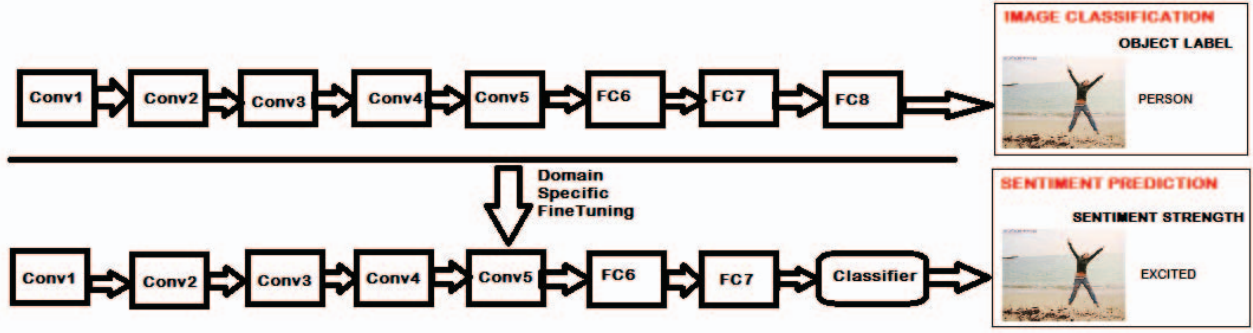 IMAGE CLASSIFICATION
OBJECT LABEL
Conv1 Conv2 Conv3 Conv4 Conv5 FC6 FC7 FC8
PERSON
Domain
Specific
FineTuning
SENTIMENT PREDICTION
SENTIMENT STRENGTH
Conv1 Conv2 Conv3 Conv4 Conv5 FC6 FC7 Classifier
EXCITED